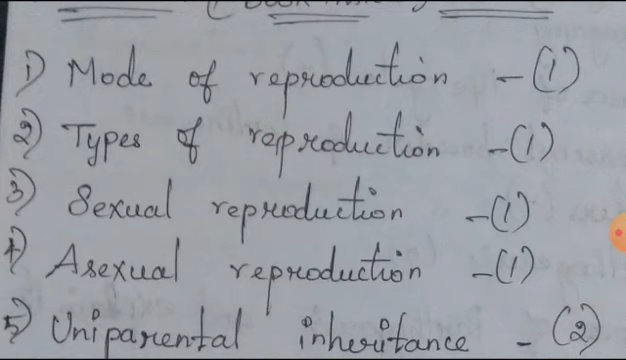 1) Mode of reproduction - (1)
2) Types of reproduction - (1)
3) Sexual reproduction - (1)
4) Asexual reproduction - (1)
5) Uniparental inheritance - (2)